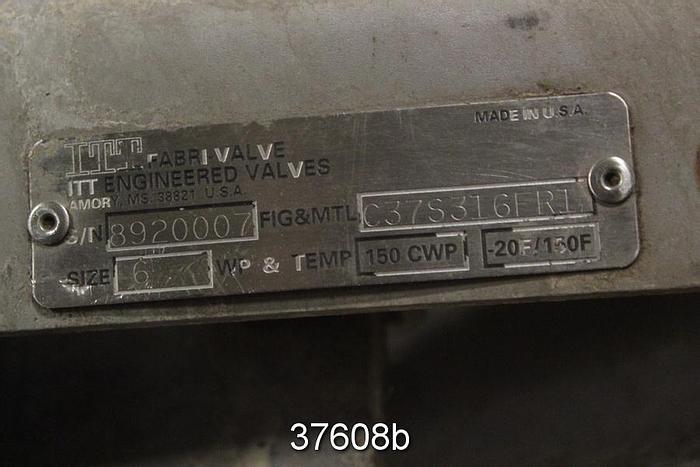 MADE IN U.S.A.
ITT FABRI-VALVE
ITT ENGINEERED VALVES
AMORY, MS. 38821 U.S.A.
S/N 8920007 FIG&MTL C37S316FR1
SIZE 6 WP & TEMP 150 CWP -20F/150F
37608b